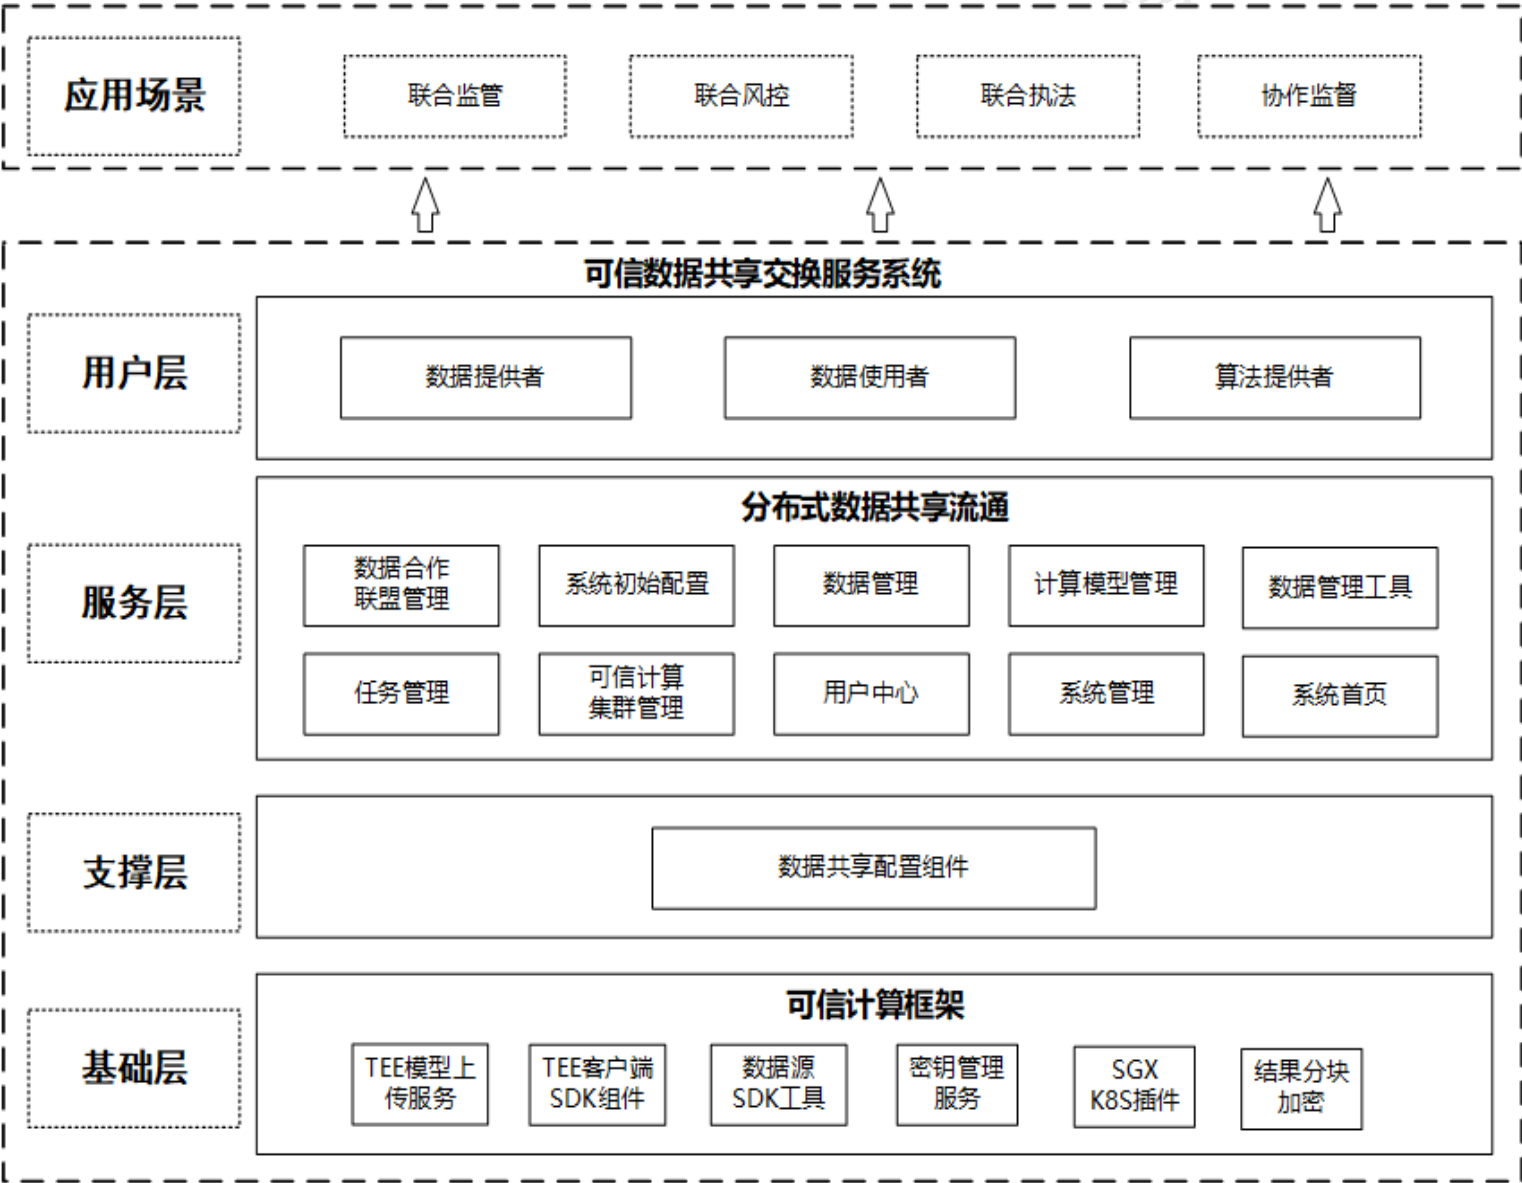 应用场景
联合监管
联合风控
联合执法
协作监督
可信数据共享交换服务系统
用户层
数据提供者
数据使用者
算法提供者
分布式数据共享流通
服务层
数据合作
联盟管理
系统初始配置
数据管理
计算模型管理
数据管理工具
任务管理
可信计算
集群管理
用户中心
系统管理
系统首页
支撑层
数据共享配置组件
可信计算框架
基础层
TEE模型上
传服务
TEE客户端
SDK组件
数据源
SDK工具
密钥管理
服务
SGX
K8S插件
结果分块
加密